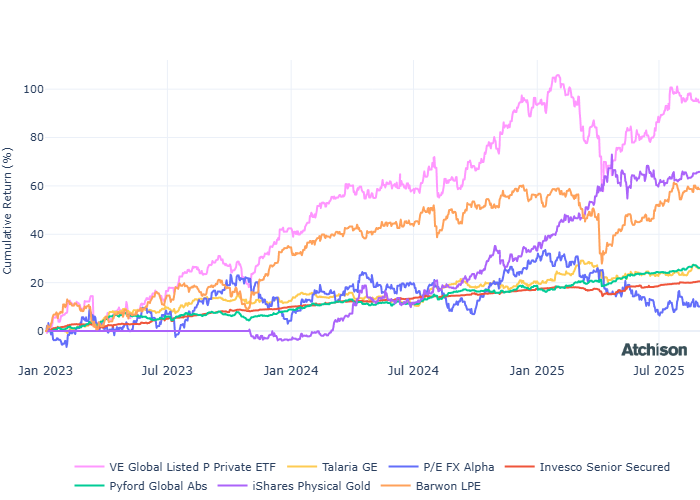 Cumulative Return (%)
100
80
60
40
20
0
Jan 2023 Jul 2023 Jan 2024 Jul 2024 Jan 2025 Jul 2025
Atchison
VE Global Listed P Private ETF Talaria GE P/E FX Alpha Invesco Senior Secured
Pyford Global Abs iShares Physical Gold Barwon LPE